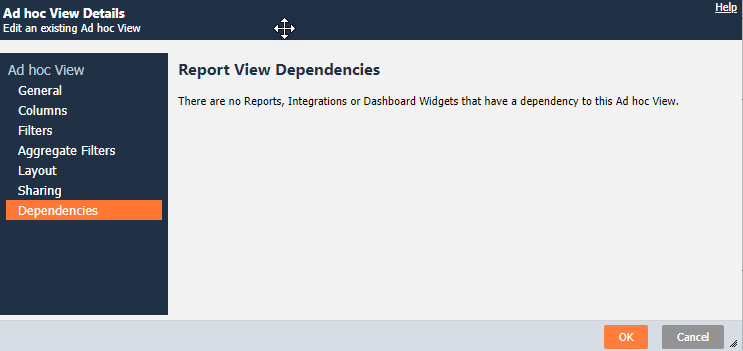 Ad hoc View Details
Help
Edit an existing Ad hoc View
Ad hoc View
General
Columns
Filters
Aggregate Filters
Layout
Sharing
Dependencies
Report View Dependencies
There are no Reports, Integrations or Dashboard Widgets that have a dependency to this Ad hoc View.
OK
Cancel